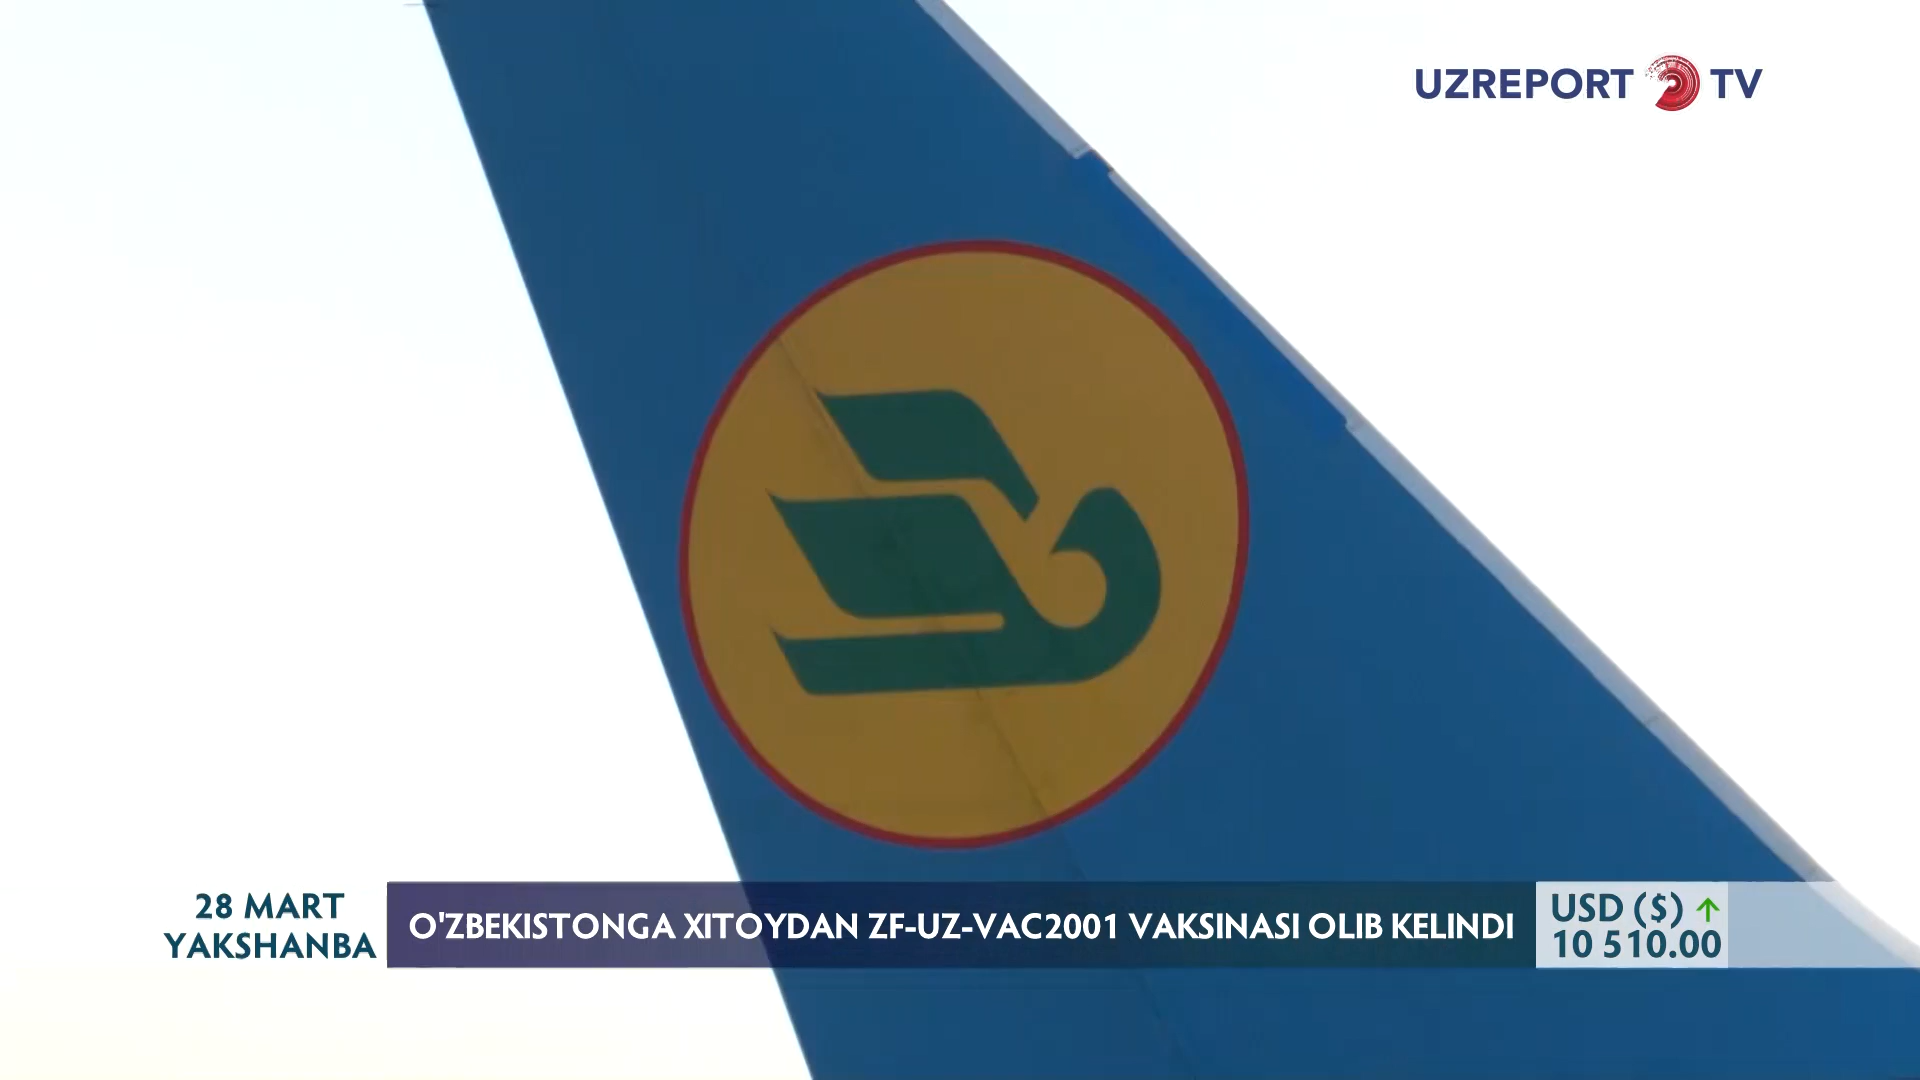 UZREPORT TV
28 MART
YAKSHANBA
O'ZBEKISTONGA XITOYDAN ZF-UZ-VAC2001 VAKSINASI OLIB KELINDI
USD ($) ↑
10 510.00